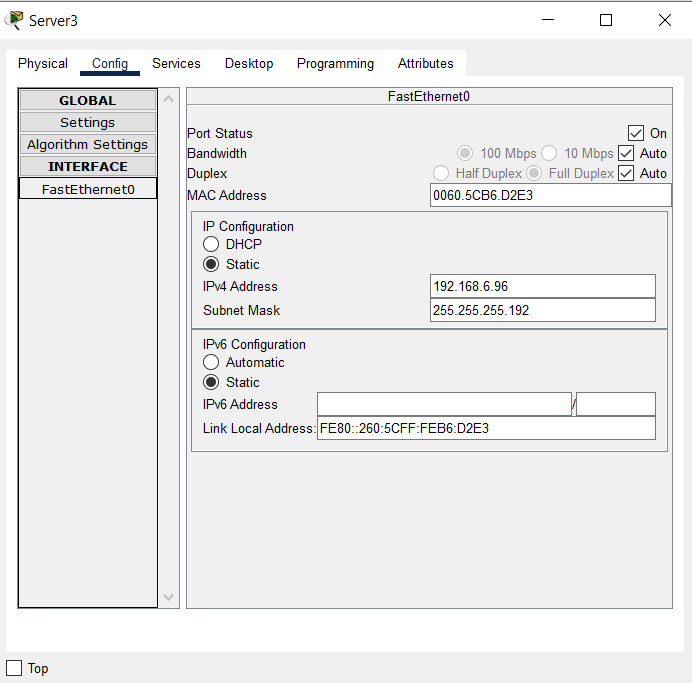 Server3
Physical Config Services Desktop Programming Attributes
GLOBAL
Settings
Algorithm Settings
INTERFACE
FastEthernet0
FastEthernet0
Port Status On
Bandwidth 100 Mbps 10 Mbps Auto
Duplex Half Duplex Full Duplex Auto
MAC Address 0060.5CB6.D2E3
IP Configuration
DHCP
Static
IPv4 Address 192.168.6.96
Subnet Mask 255.255.255.192
IPv6 Configuration
Automatic
Static
IPv6 Address /
Link Local Address: FE80::260:5CFF:FEB6:D2E3
Top